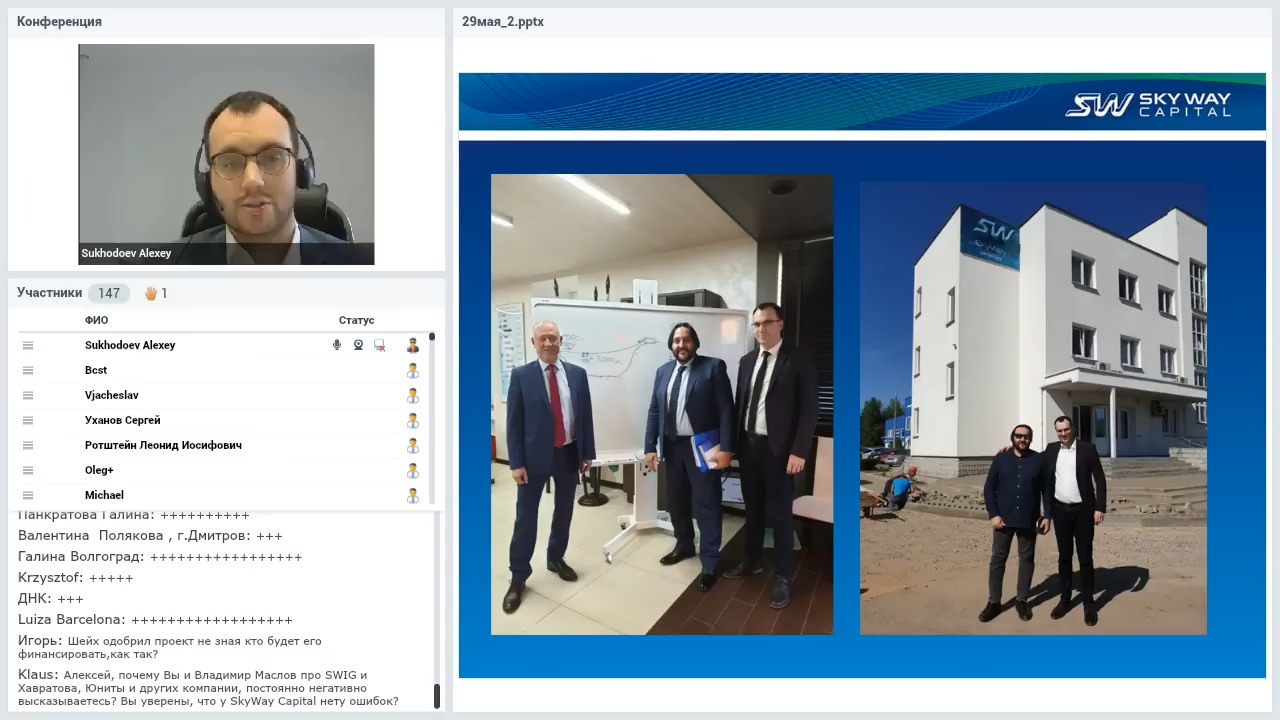 Конференция
Sukhodoev Alexey
Участники 147 1
ФИО Статус
Sukhodoev Alexey
Bcst
Vjacheslav
Уханов Сергей
Ротштейн Леонид Иосифович
Oleg+
Michael
Панкратова Галина: ++++++++++
Валентина Полякова , г.Дмитров: +++
Галина Волгоград: +++++++++++++++++
Krzysztof: +++++
ДНК: +++
Luiza Barcelona: ++++++++++++++++++
Игорь: Шейх одобрил проект не зная кто будет его
финансировать,как так?
Klaus: Алексей, почему Вы и Владимир Маслов про SWIG и
Хавратова, Юниты и других компании, постоянно негативно
высказываетесь? Вы уверены, что у SkyWay Capital нету ошибок?
29мая_2.pptx
SW SKY WAY
CAPITAL
SW
SkyWay